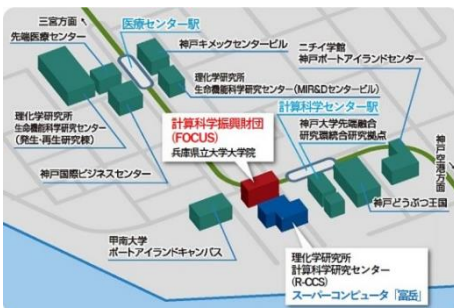 三宮方面
医療センター駅
先端医療センター
神戸キメックセンタービル
ニチイ学館
神戸ポートアイランドセンター
理化学研究所
生命機能科学研究センター(MIR&Dセンタービル)
計算科学センター駅
理化学研究所
生命機能科学研究センター
(発生・再生研究棟)
計算科学振興財団
(FOCUS)
兵庫県立大学大学院
神戸大学先端融合
研究環統合研究拠点
神戸空港方面
神戸国際ビジネスセンター
神戸どうぶつ王国
甲南大学
ポートアイランドキャンパス
理化学研究所
計算科学研究センター
(R-CCS)
スーパーコンピュータ「富岳」